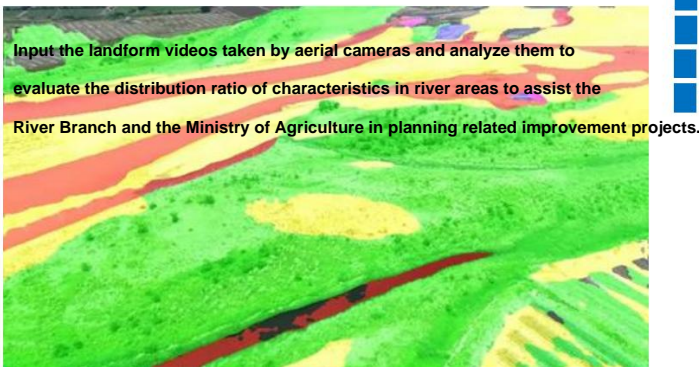 Input the landform videos taken by aerial cameras and analyze them to
evaluate the distribution ratio of characteristics in river areas to assist the
River Branch and the Ministry of Agriculture in planning related improvement projects.